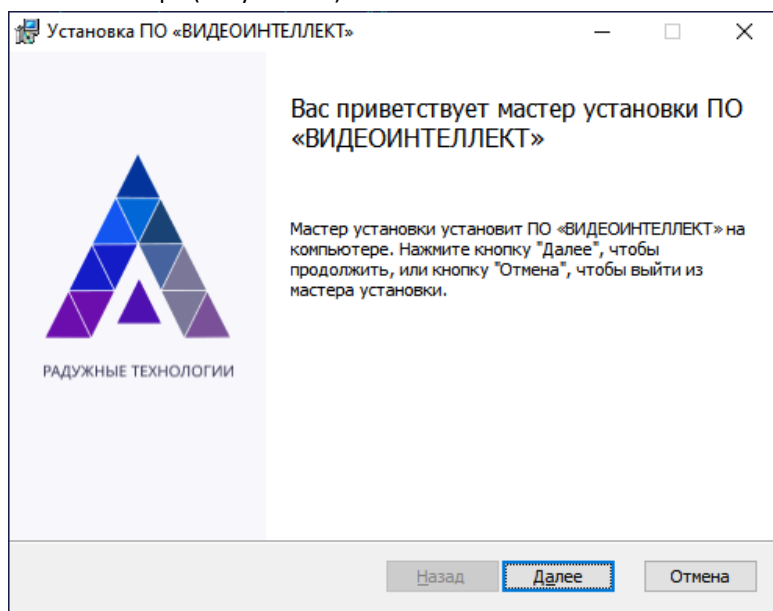 Установка ПО «ВИДЕОИНТЕЛЛЕКТ»
Вас приветствует мастер установки ПО
«ВИДЕОИНТЕЛЛЕКТ»
Мастер установки установит ПО «ВИДЕОИНТЕЛЛЕКТ» на
компьютере. Нажмите кнопку "Далее", чтобы
продолжить, или кнопку "Отмена", чтобы выйти из
мастера установки.
РАДУЖНЫЕ ТЕХНОЛОГИИ
Назад Далее Отмена